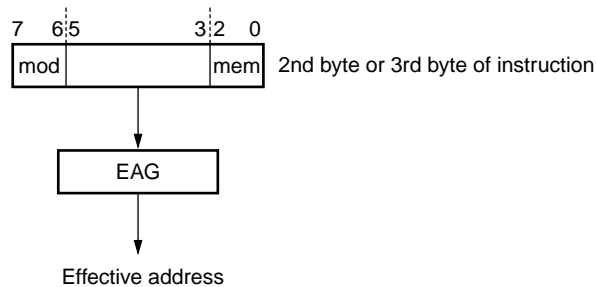 7 6 5 3 2 0
mod mem 2nd byte or 3rd byte of instruction
EAG
Effective address